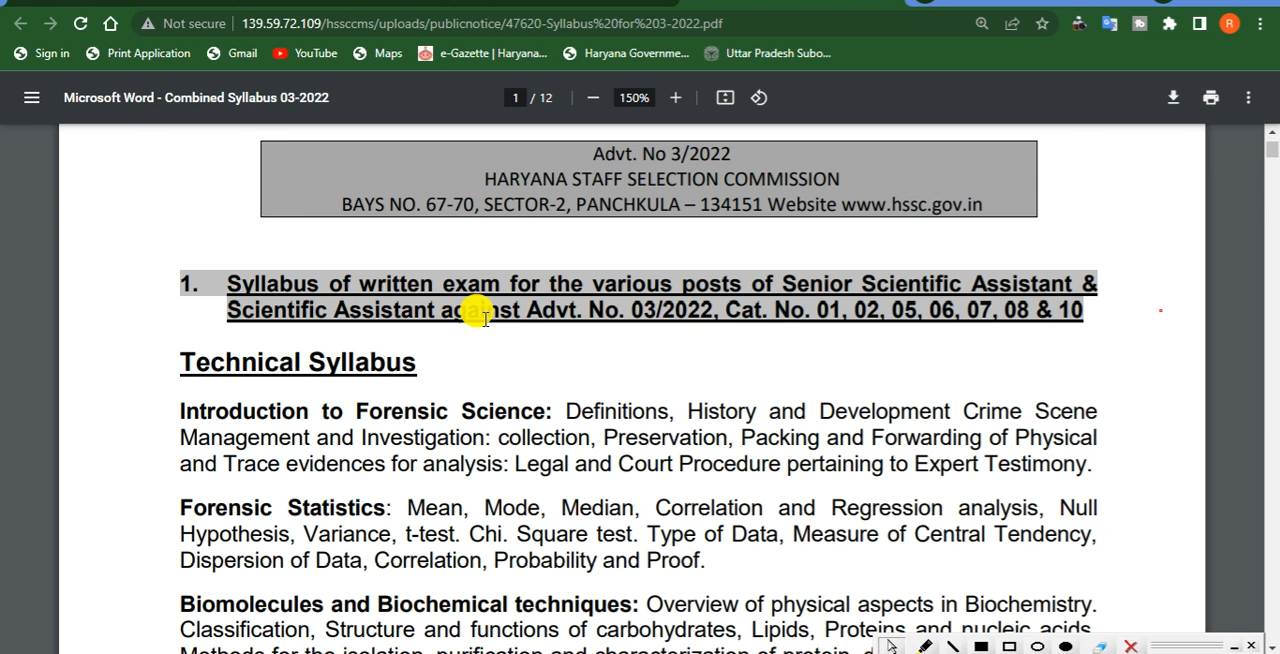 Not secure 139.59.72.109/hssccms/uploads/publicnotice/47620-Syllabus%20for%203-2022.pdf
R
Sign in Print Application Gmail YouTube Maps e-Gazette | Haryana... Haryana Governme... Uttar Pradesh Subo...
Microsoft Word - Combined Syllabus 03-2022 1 / 12 150%
Advt. No 3/2022
HARYANA STAFF SELECTION COMMISSION
BAYS NO. 67-70, SECTOR-2, PANCHKULA – 134151 Website www.hssc.gov.in
1. Syllabus of written exam for the various posts of Senior Scientific Assistant &
Scientific Assistant against Advt. No. 03/2022, Cat. No. 01, 02, 05, 06, 07, 08 & 10
Technical Syllabus
Introduction to Forensic Science: Definitions, History and Development Crime Scene
Management and Investigation: collection, Preservation, Packing and Forwarding of Physical
and Trace evidences for analysis: Legal and Court Procedure pertaining to Expert Testimony.
Forensic Statistics: Mean, Mode, Median, Correlation and Regression analysis, Null
Hypothesis, Variance, t-test. Chi. Square test. Type of Data, Measure of Central Tendency,
Dispersion of Data, Correlation, Probability and Proof.
Biomolecules and Biochemical techniques: Overview of physical aspects in Biochemistry.
Classification, Structure and functions of carbohydrates, Lipids, Proteins and nucleic acids.
Methods for the isolation, purification and characterization of protein,